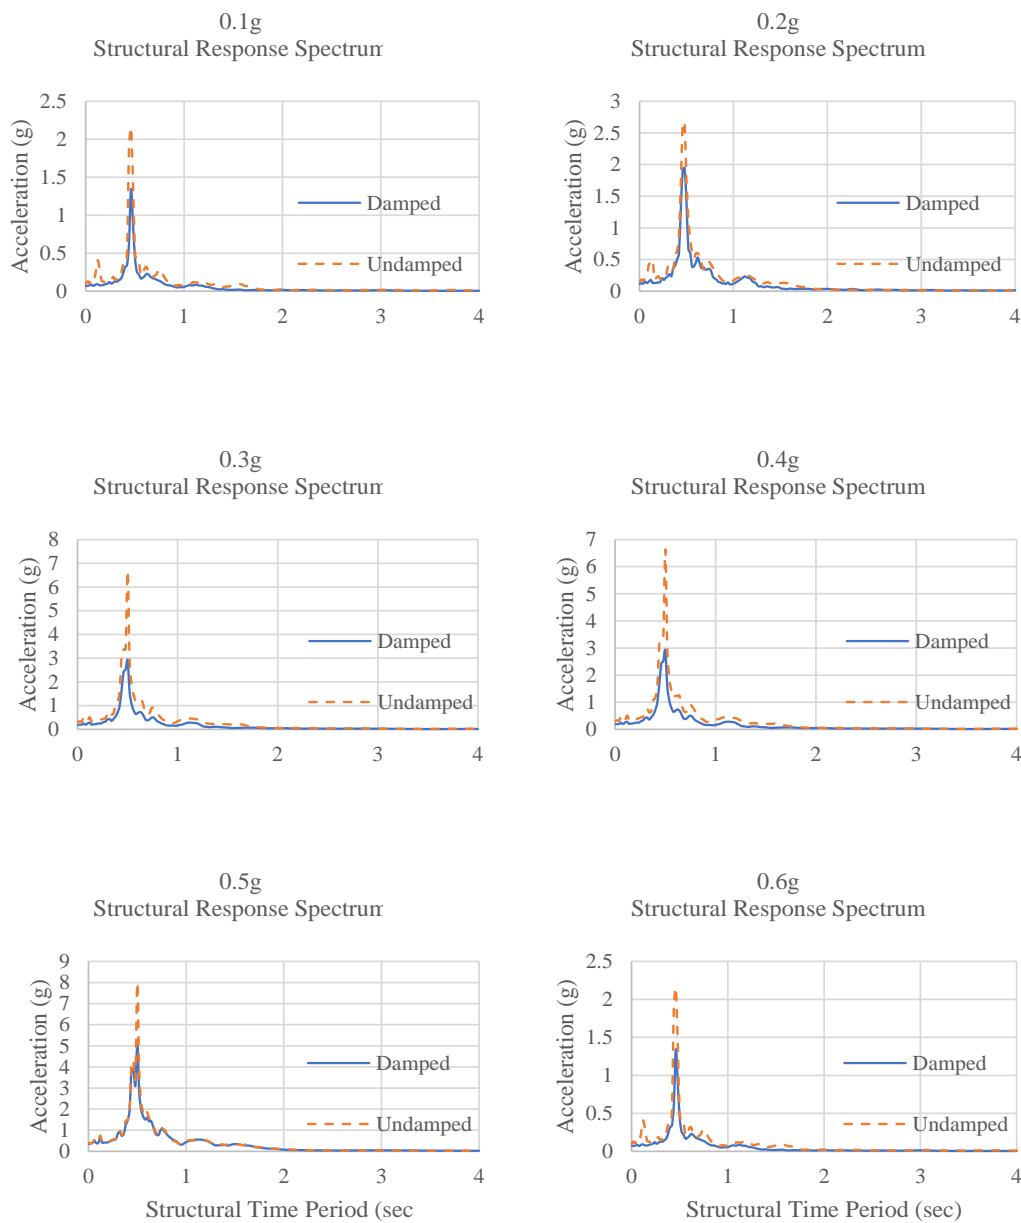 0.1g
Structural Response Spectrum
Acceleration (g)
2.5
2
1.5
1
0.5
0
0 1 2 3 4
Damped
Undamped
0.2g
Structural Response Spectrum
Acceleration (g)
3
2.5
2
1.5
1
0.5
0
0 1 2 3 4
Damped
Undamped
0.3g
Structural Response Spectrum
Acceleration (g)
8
7
6
5
4
3
2
1
0
0 1 2 3 4
Damped
Undamped
0.4g
Structural Response Spectrum
Acceleration (g)
7
6
5
4
3
2
1
0
0 1 2 3 4
Damped
Undamped
0.5g
Structural Response Spectrum
Acceleration (g)
9
8
7
6
5
4
3
2
1
0
0 1 2 3 4
Damped
Undamped
Structural Time Period (sec
0.6g
Structural Response Spectrum
Acceleration (g)
2.5
2
1.5
1
0.5
0
0 1 2 3 4
Damped
Undamped
Structural Time Period (sec)